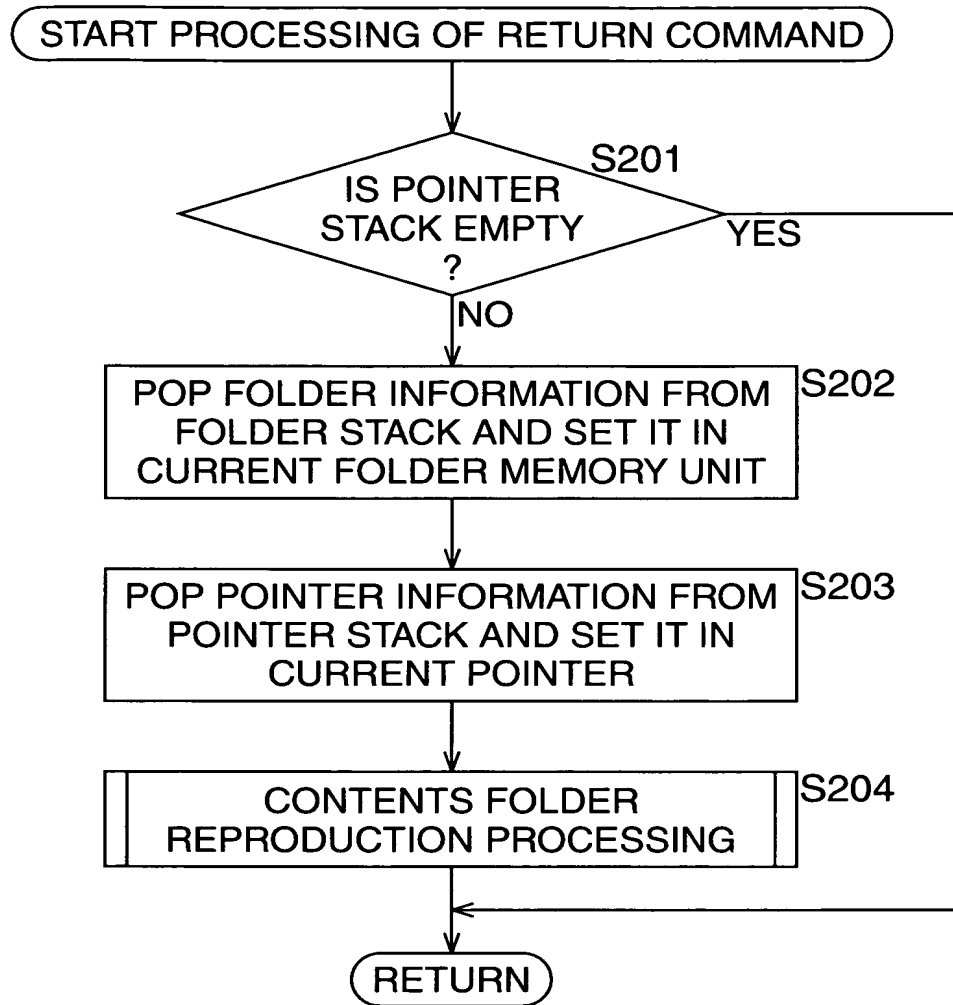 START PROCESSING OF RETURN COMMAND
S201
IS POINTER
STACK EMPTY
?
YES
NO
S202
POP FOLDER INFORMATION FROM
FOLDER STACK AND SET IT IN
CURRENT FOLDER MEMORY UNIT
S203
POP POINTER INFORMATION FROM
POINTER STACK AND SET IT IN
CURRENT POINTER
S204
CONTENTS FOLDER
REPRODUCTION PROCESSING
RETURN